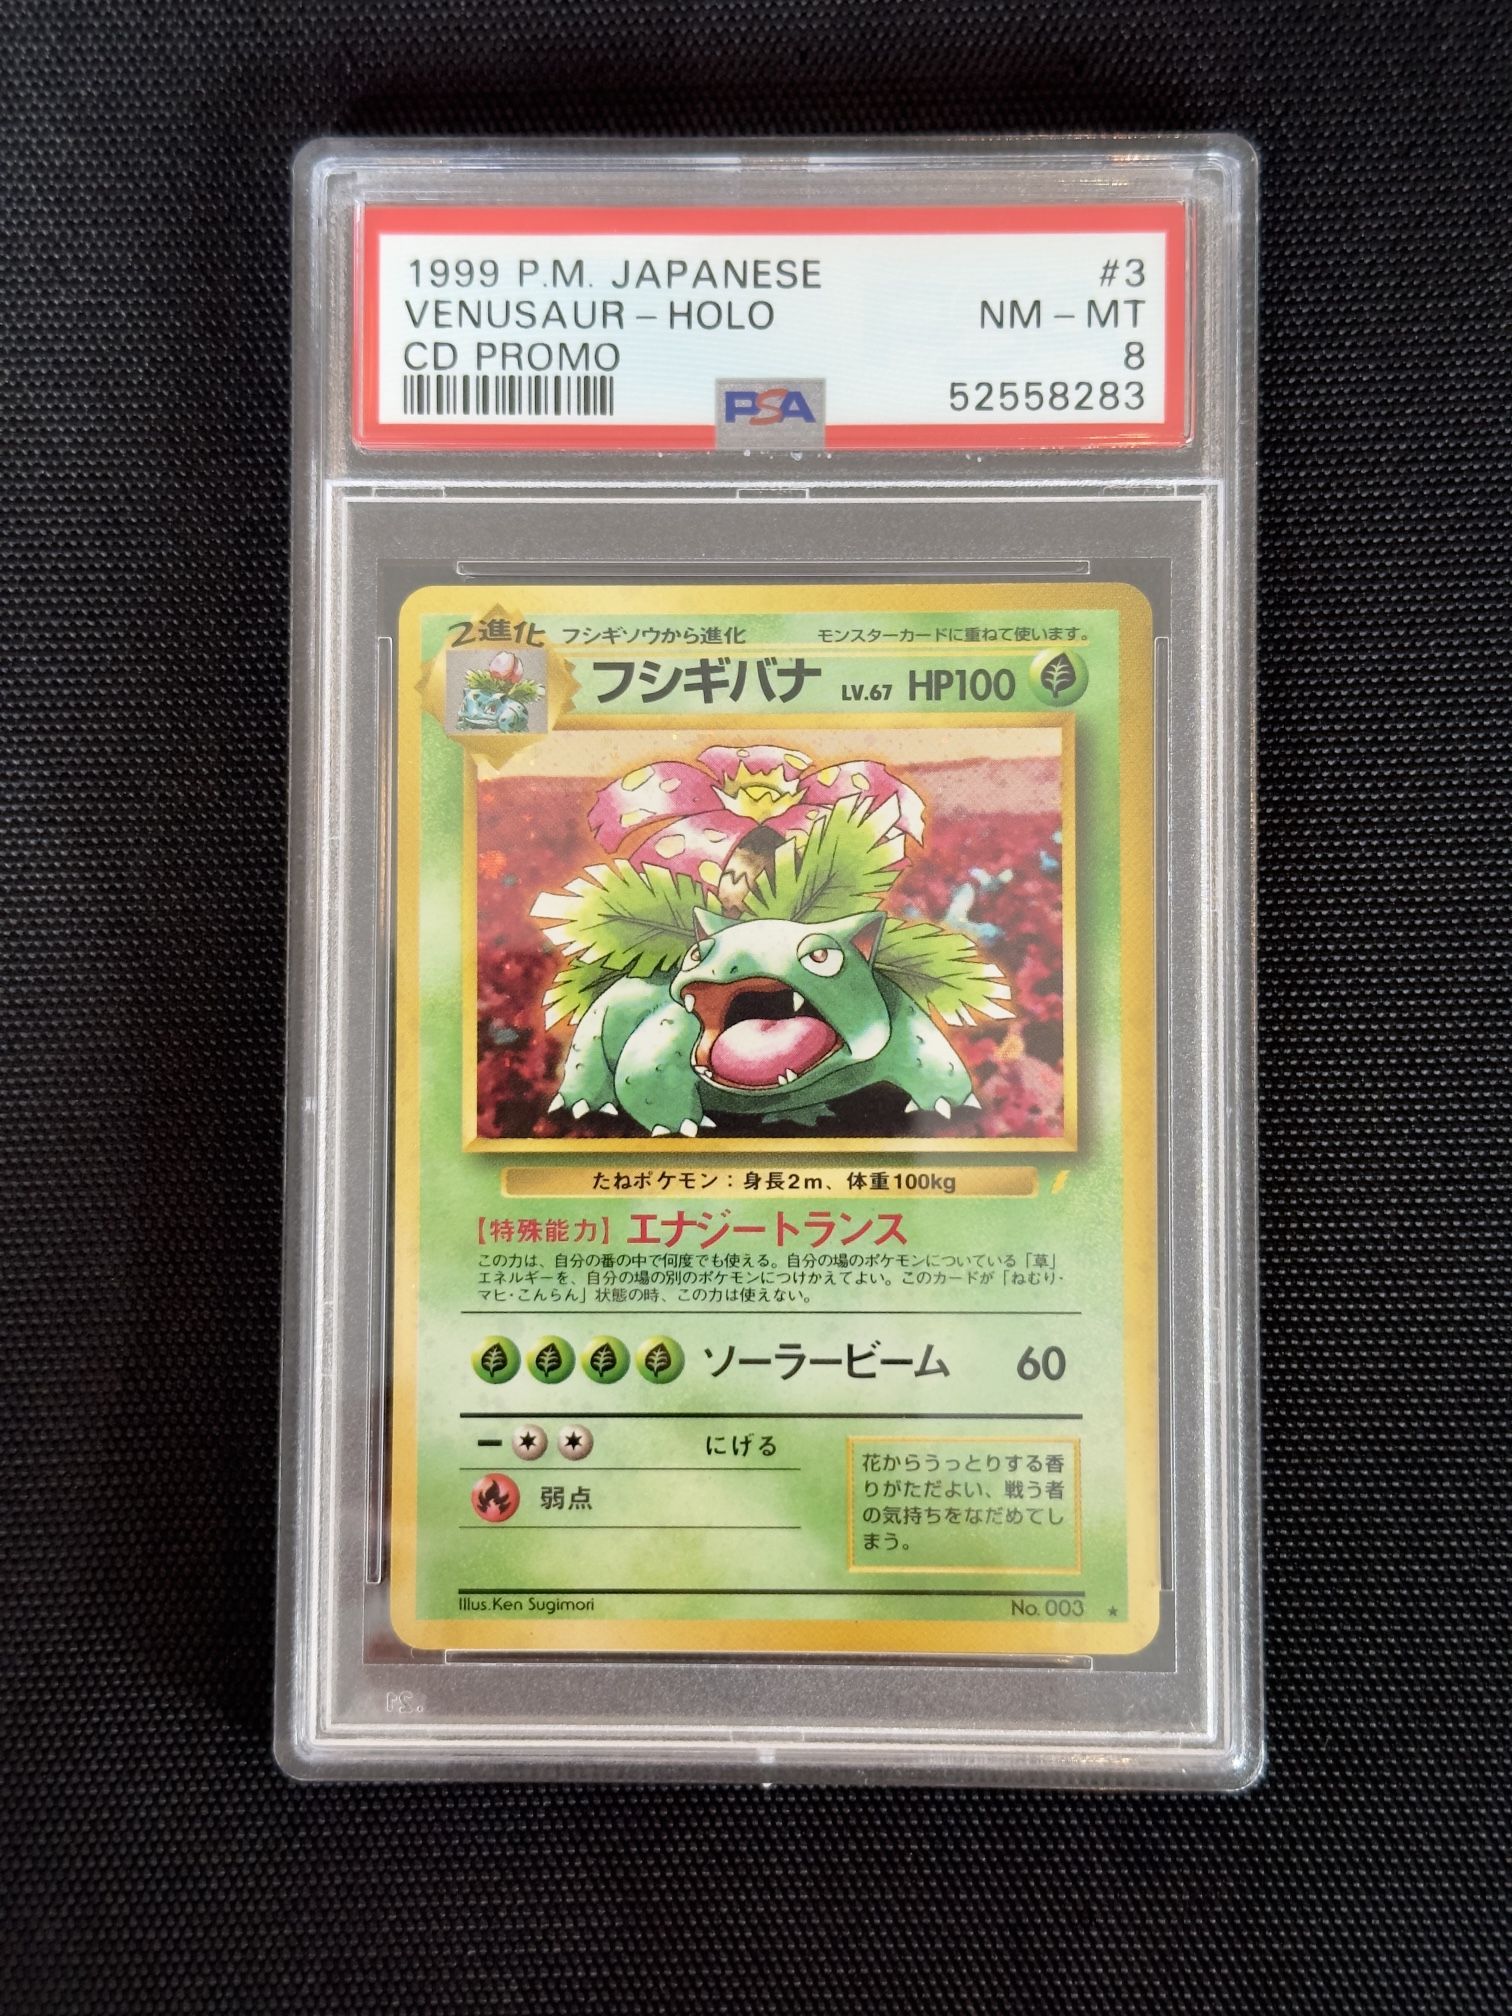 1999 P.M. JAPANESE #3
VENUSAUR - HOLO NM - MT
CD PROMO 8
PSA 52558283
2進化 フシギソウから進化 モンスターカードに重ねて使います。
フシギバナ LV.67 HP100
たねポケモン：身長2m、体重100kg
【特殊能力】エナジートランス
この力は、自分の番の中で何度でも使える。自分の場のポケモンについている「草」
エネルギーを、自分の場の別のポケモンにつけかえてよい。このカードが「ねむり・
マヒ・こんらん」状態の時、この力は使えない。
ソーラービーム 60
ー にげる
弱点
花からうっとりする香
りがただよい、戦う者
の気持ちをなだめてし
まう。
Illus.Ken Sugimori No. 003 ★